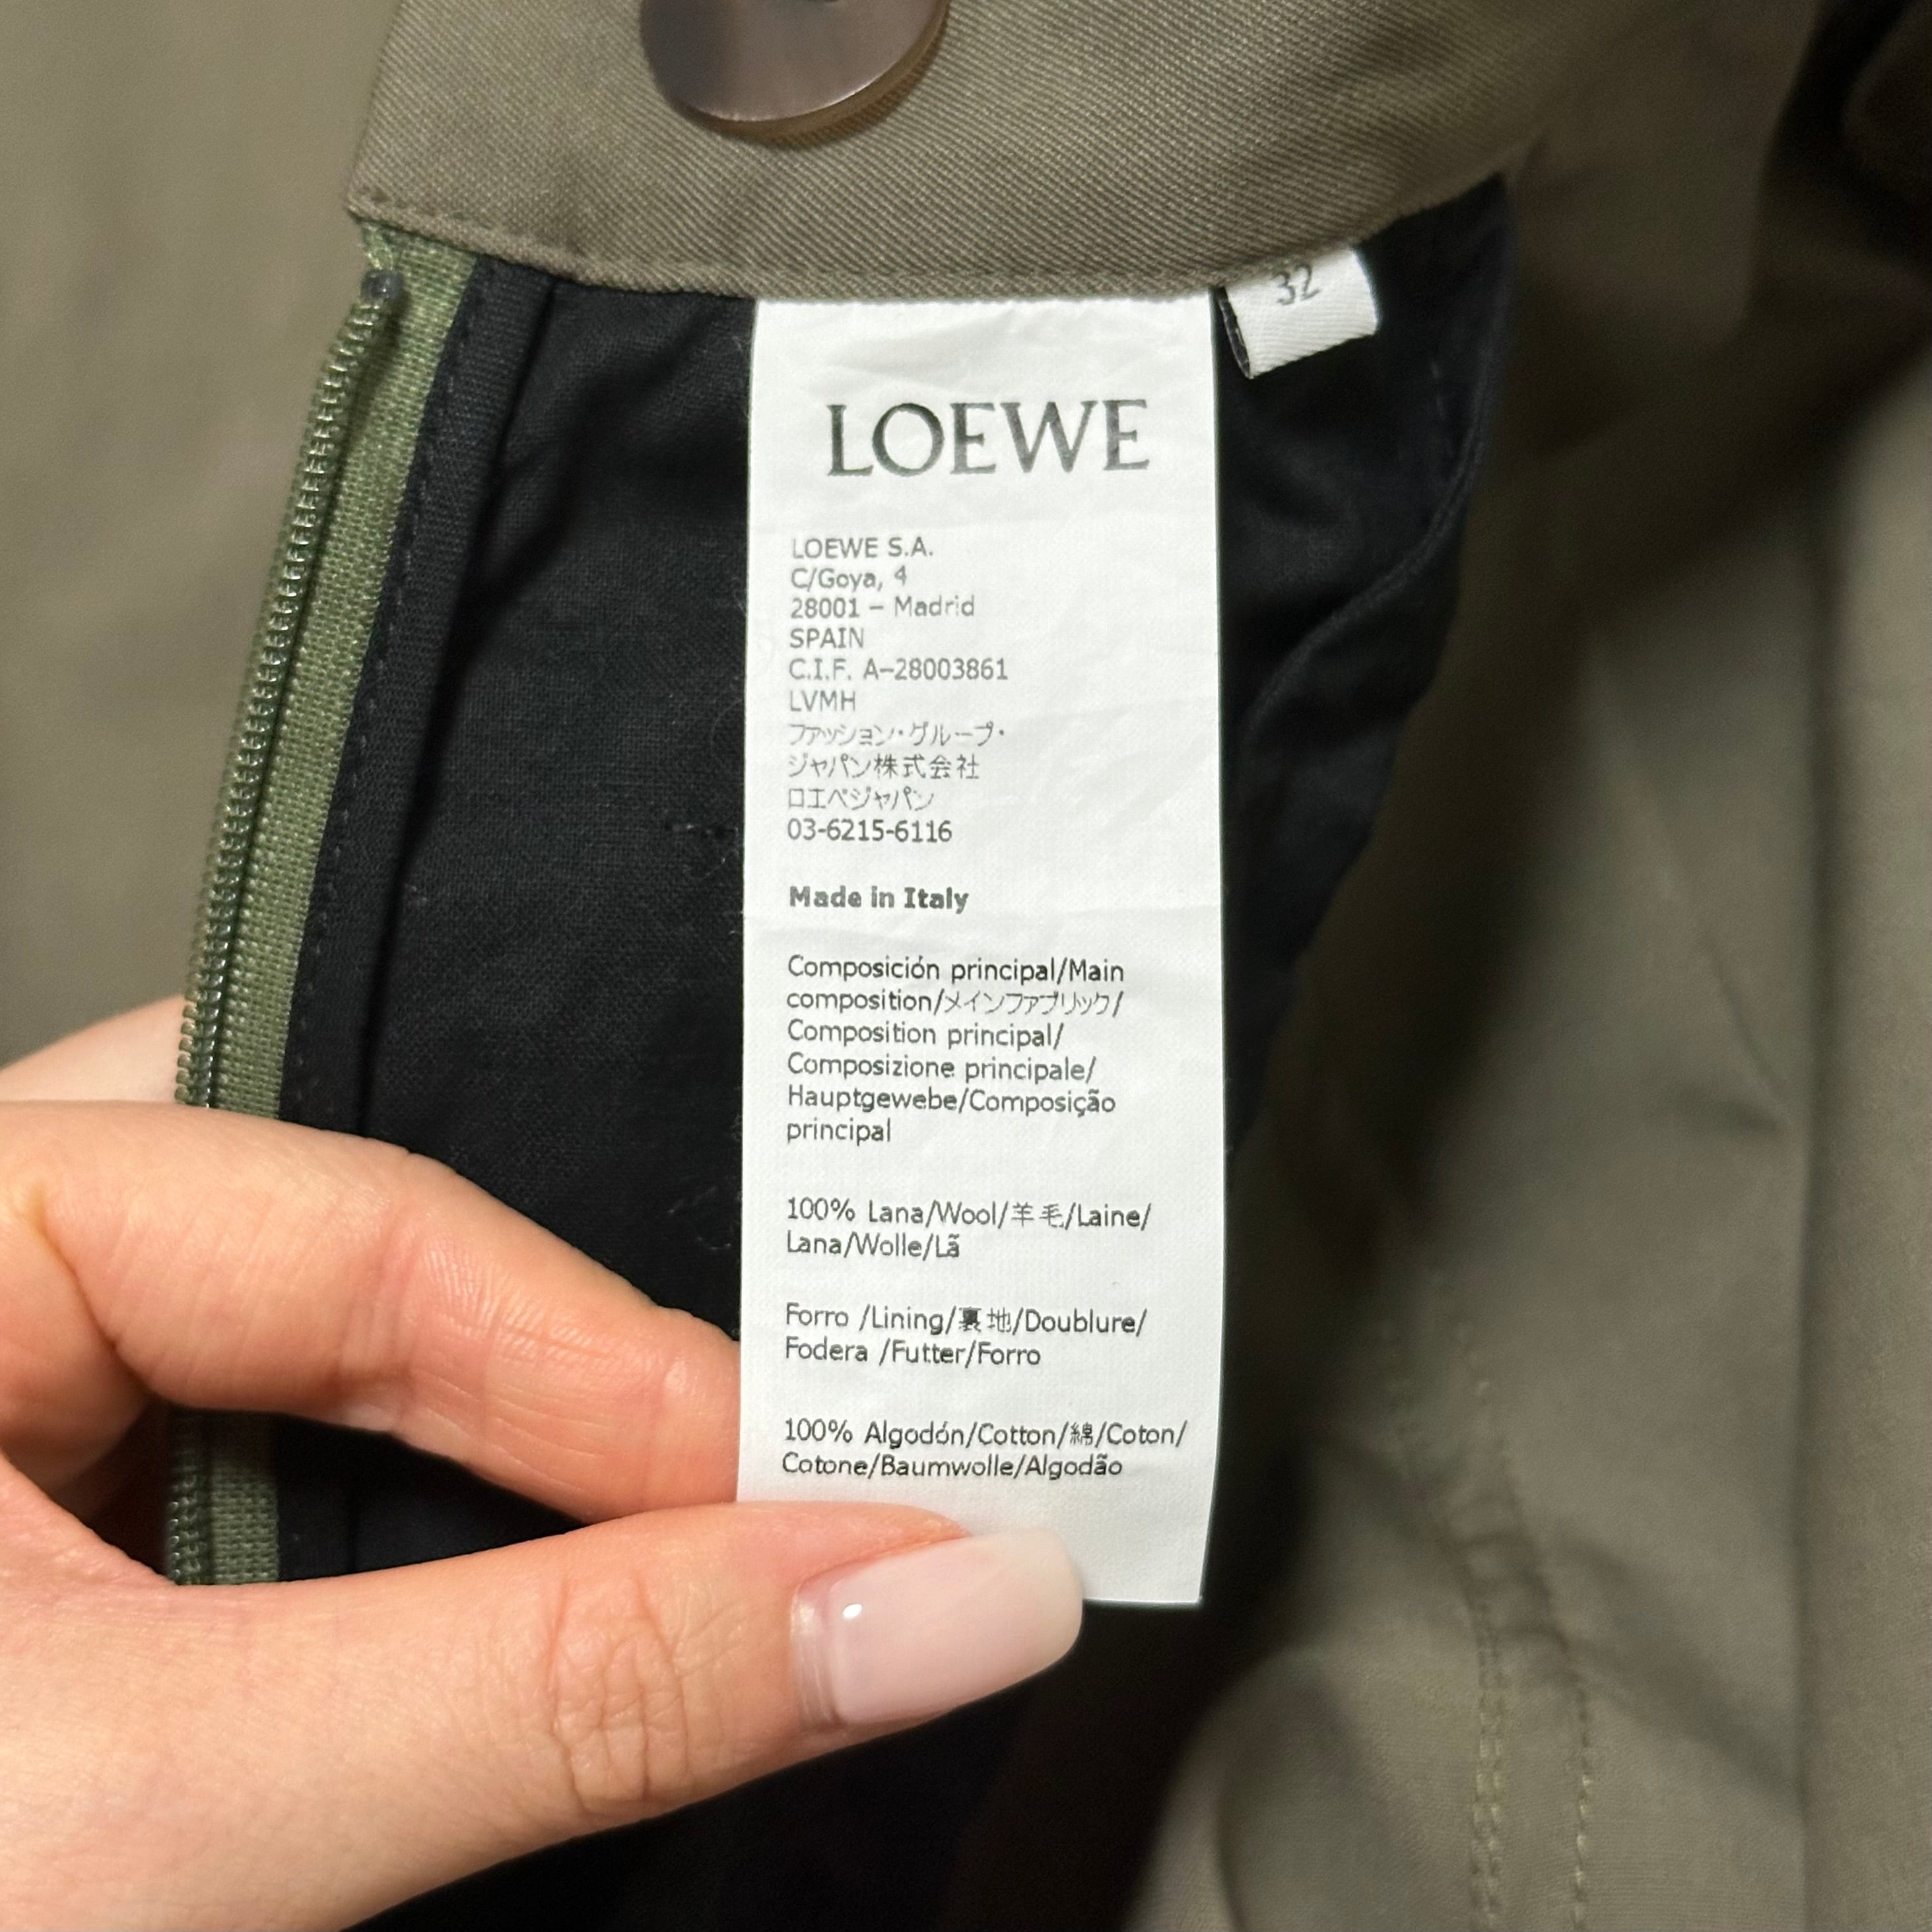 32
LOEWE
LOEWE S.A.
C/Goya, 4
28001 – Madrid
SPAIN
C.I.F. A–28003861
LVMH
ファッション・グループ・
ジャパン株式会社
ロエベジャパン
03-6215-6116
Made in Italy
Composición principal/Main
composition/メインファブリック/
Composition principal/
Composizione principale/
Hauptgewebe/Composição
principal
100% Lana/Wool/羊毛/Laine/
Lana/Wolle/Lã
Forro /Lining/裏地/Doublure/
Fodera /Futter/Forro
100% Algodón/Cotton/綿/Coton/
Cotone/Baumwolle/Algodão